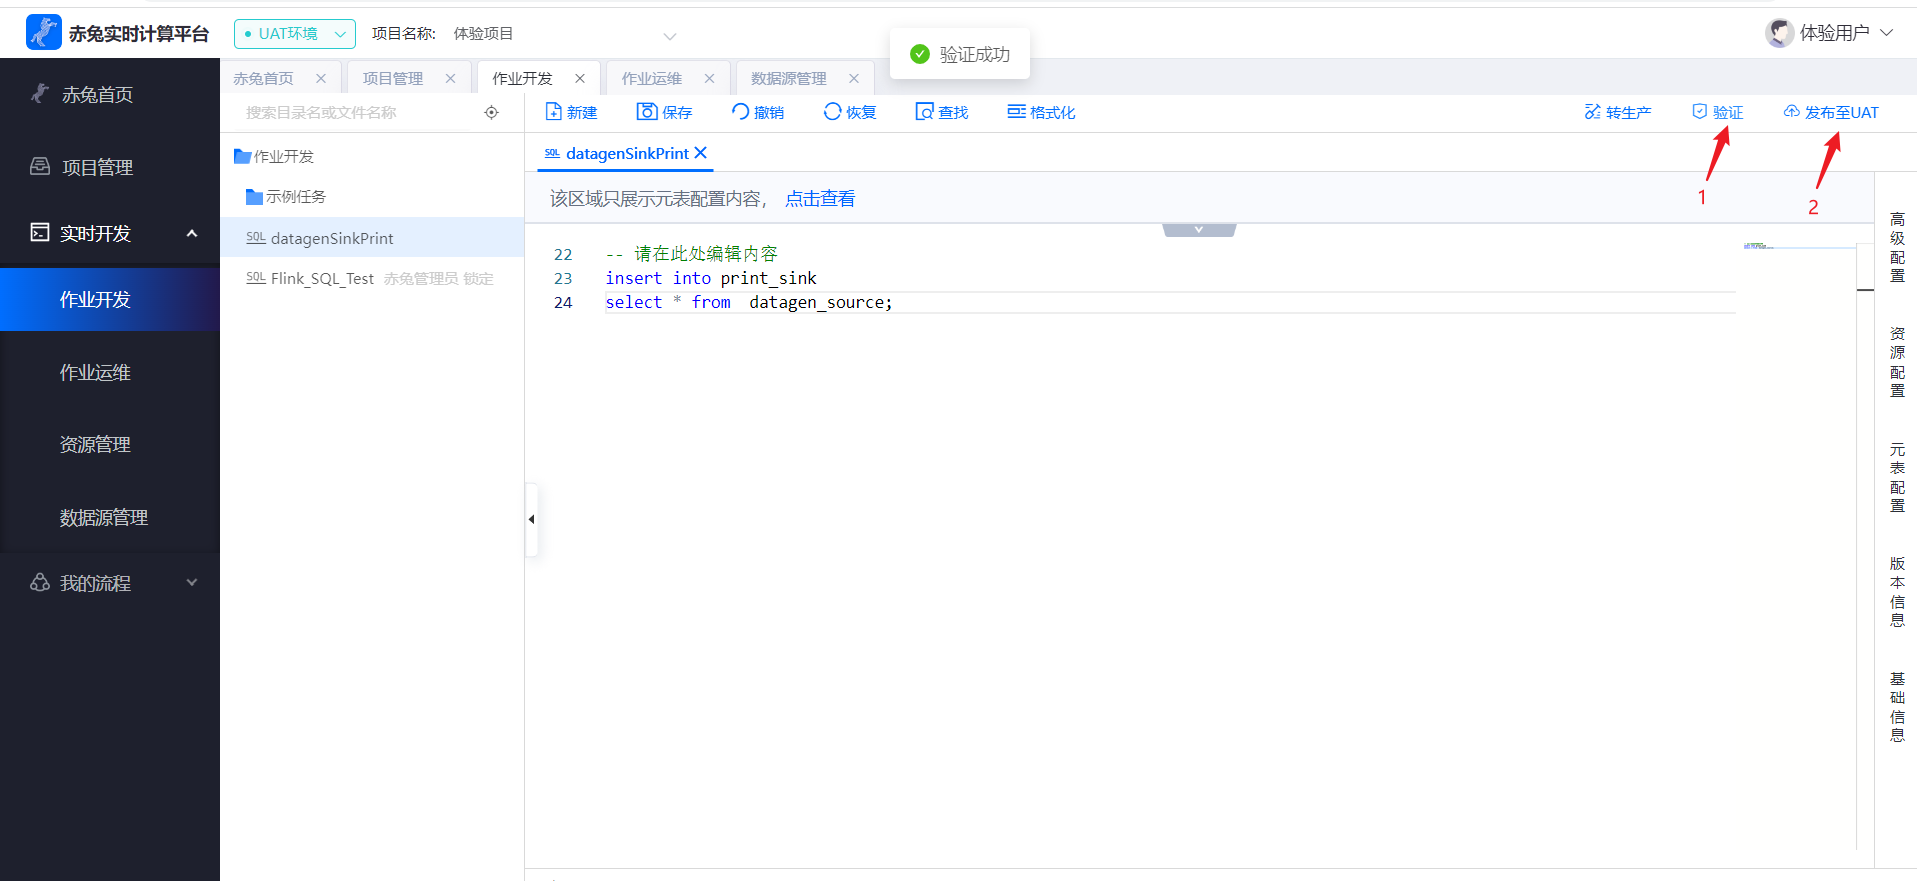 赤兔实时计算平台
UAT环境
项目名称:
体验项目
验证成功
体验用户
赤兔首页
项目管理
实时开发
作业开发
作业运维
资源管理
数据源管理
我的流程
赤兔首页
项目管理
作业开发
作业运维
数据源管理
搜索目录名或文件名称
作业开发
示例任务
SQL datagenSinkPrint
SQL Flink_SQL_Test 赤兔管理员 锁定
新建
保存
撤销
恢复
查找
格式化
转生产
验证
发布至UAT
1
2
SQL datagenSinkPrint
该区域只展示元表配置内容， 点击查看
22 -- 请在此处编辑内容
23 insert into print_sink
24 select * from  datagen_source;
高级配置
资源配置
元表配置
版本信息
基础信息